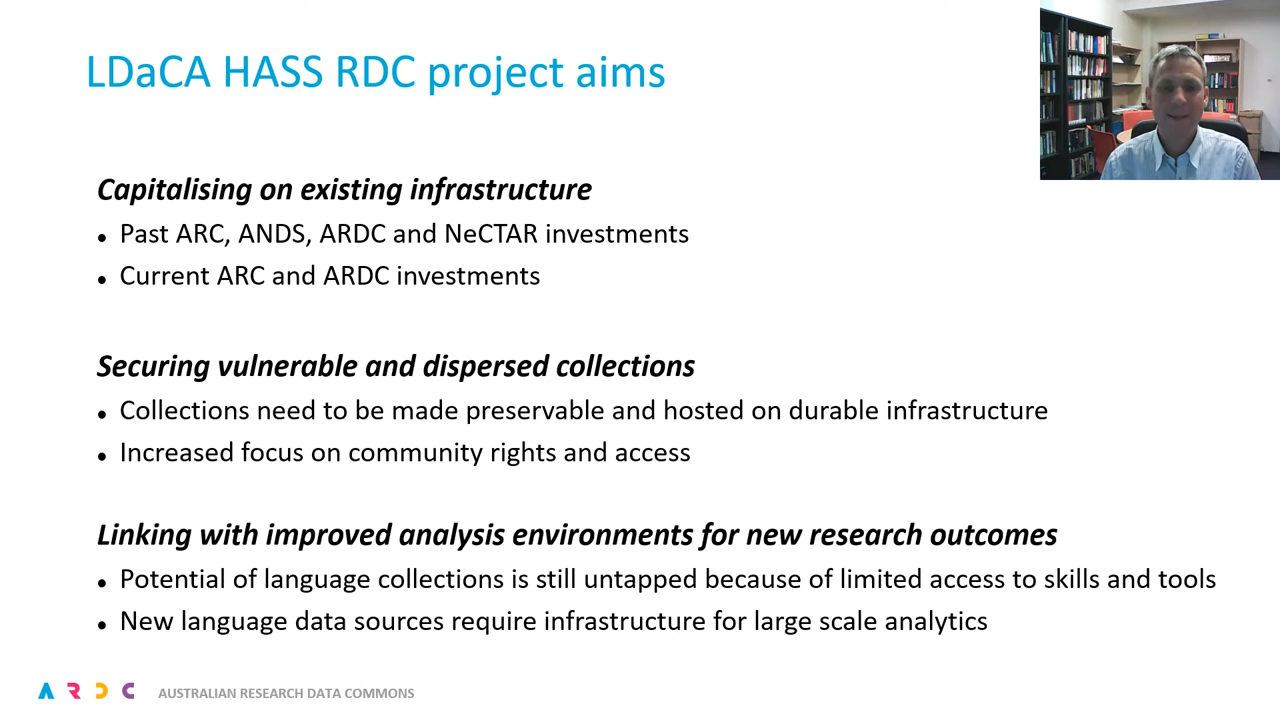 LDaCA HASS RDC project aims
Capitalising on existing infrastructure
• Past ARC, ANDS, ARDC and NeCTAR investments
• Current ARC and ARDC investments
Securing vulnerable and dispersed collections
• Collections need to be made preservable and hosted on durable infrastructure
• Increased focus on community rights and access
Linking with improved analysis environments for new research outcomes
• Potential of language collections is still untapped because of limited access to skills and tools
• New language data sources require infrastructure for large scale analytics
ARDC AUSTRALIAN RESEARCH DATA COMMONS